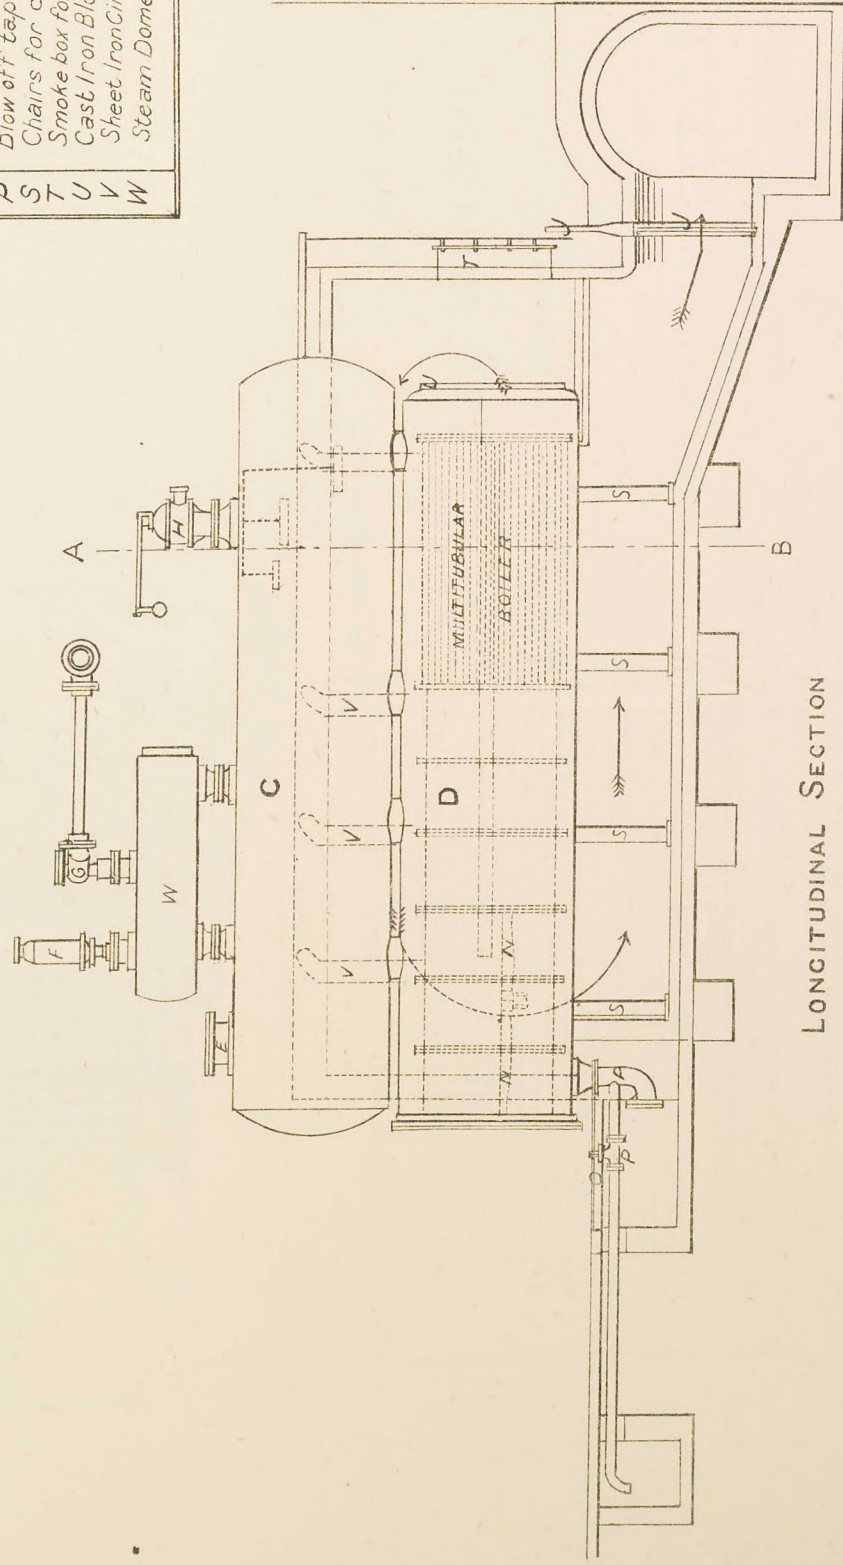 P Blow off tap
S Chairs for
T Smoke box fo
U Cast Iron Bl
V Sheet Iron Ci
W Steam Dome
A
H
G
F
W
E
C
V
V
V
T
U
U
J
MULTITUBULAR
BOILER
D
N
N
S
S
S
S
A
O
P
B
LONGITUDINAL SECTION